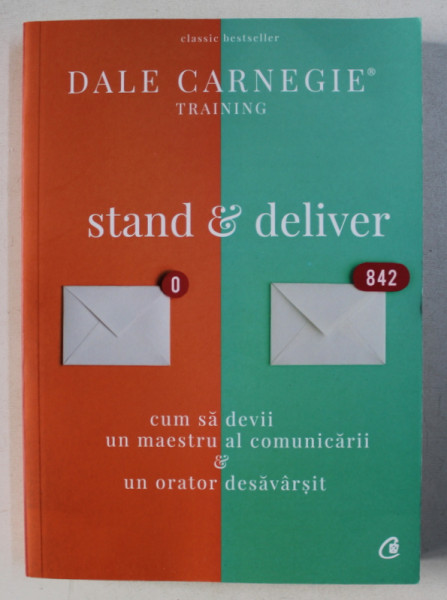 classic bestseller
DALE CARNEGIE®
TRAINING
stand & deliver
0
842
cum să devii
un maestru al comunicării
&
un orator desăvârșit